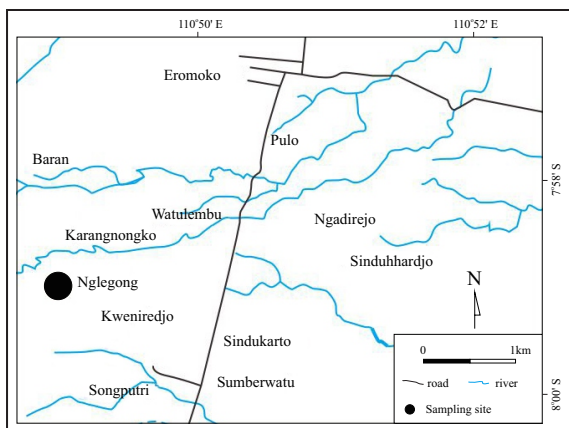 110°50' E
110°52' E
Eromoko
Pulo
Baran
7°58' S
Watulembu
Ngadirejo
Karangnongko
Sinduhhardjo
Nglegong
N
Kweniredjo
Sindukarto
0 1km
road river
Sumberwatu
Songputri
Sampling site
8°00' S